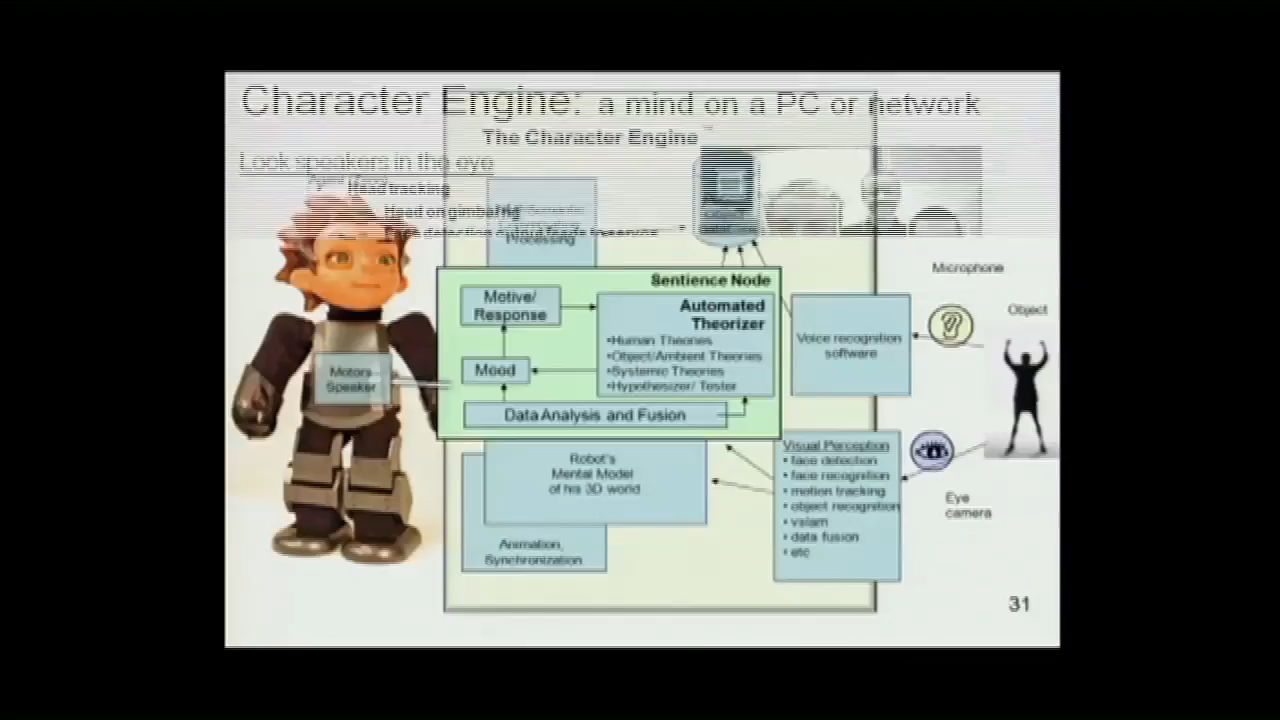 Character Engine: a mind on a PC or network
The Character Engine
Look speakers in the eye
Head tracking
Head on gimbaling
Processing
Sentience Node
Motive/
Response
Automated
Theorizer
•Human Theories
•Object/Ambient Theories
•Systemic Theories
•Hypothesizer/ Tester
Mood
Data Analysis and Fusion
Motors
Speaker
Robot's
Mental Model
of his 3D world
Animation,
Synchronization
Voice recognition
software
Microphone
Object
Visual Perception
• face detection
• face recognition
• motion tracking
• object recognition
• vslam
• data fusion
• etc
Eye
camera
31